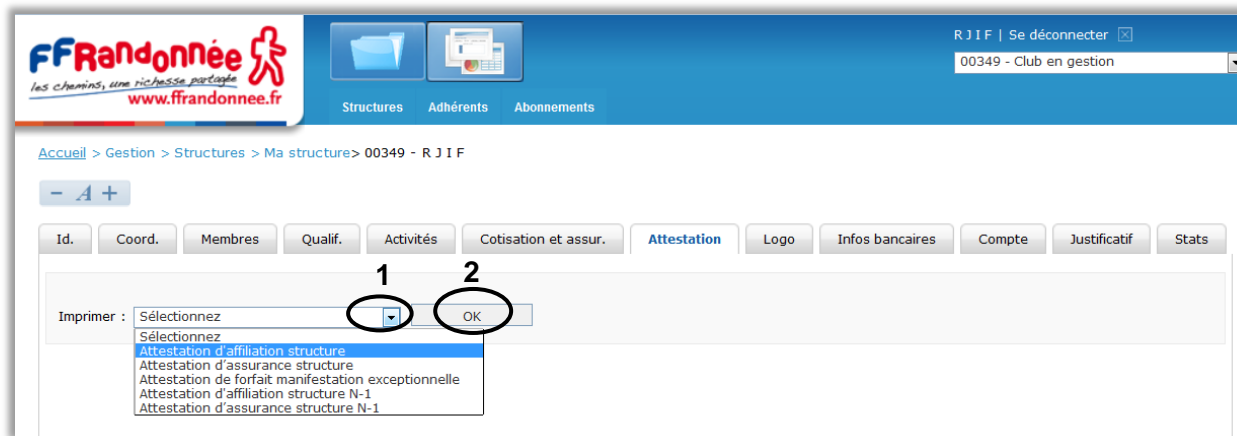 FFRandonnée
les chemins, une richesse partagée
www.ffrandonnee.fr
Structures Adhérents Abonnements
R J I F | Se déconnecter
00349 - Club en gestion
Accueil > Gestion > Structures > Ma structure> 00349 - R J I F
- A +
Id. Coord. Membres Qualif. Activités Cotisation et assur. Attestation Logo Infos bancaires Compte Justificatif Stats
1 2
Imprimer : Sélectionnez OK
Sélectionnez
Attestation d'affiliation structure
Attestation d'assurance structure
Attestation de forfait manifestation exceptionnelle
Attestation d'affiliation structure N-1
Attestation d'assurance structure N-1